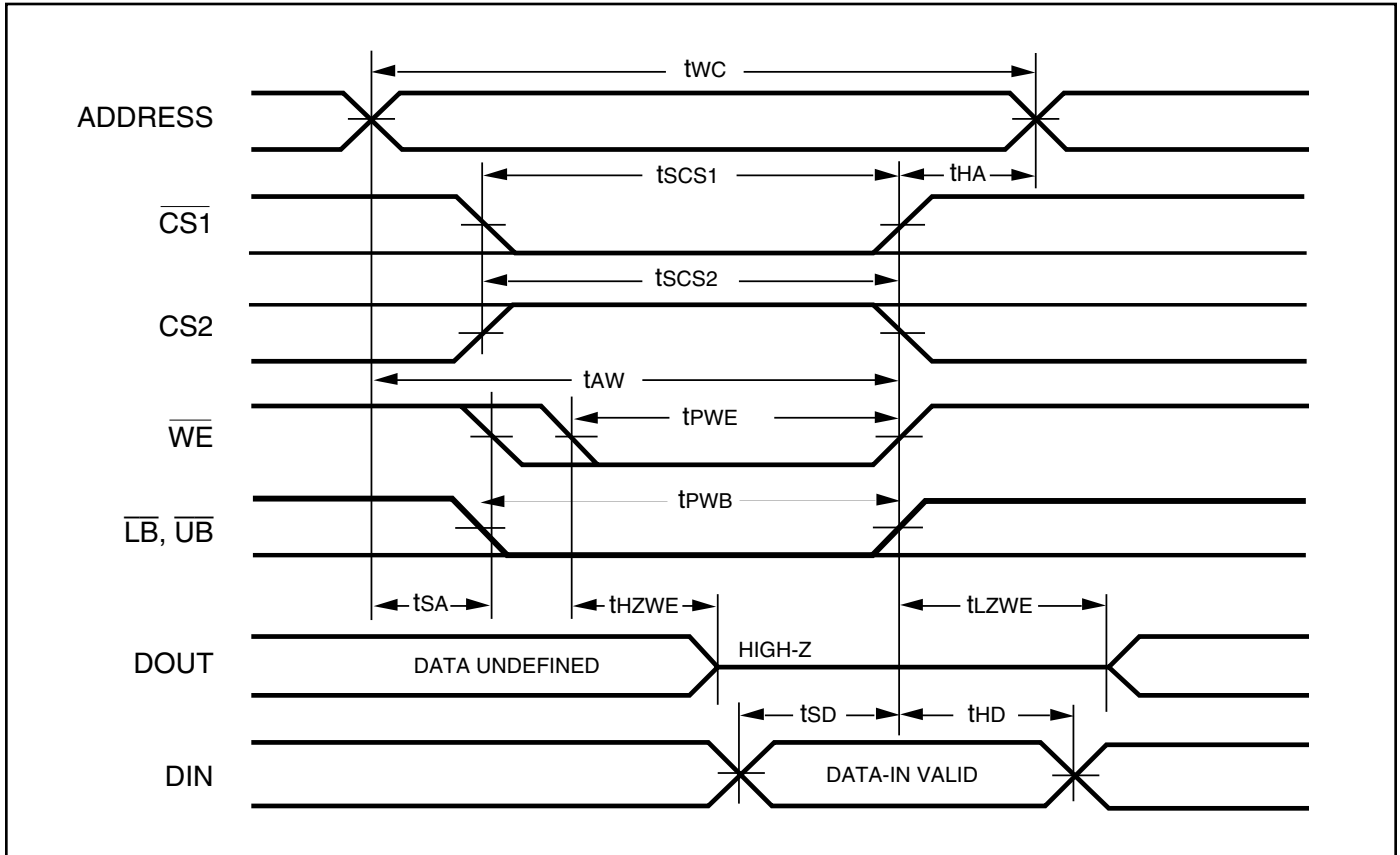 tWC
ADDRESS
tSCS1
tHA
CS1
tSCS2
CS2
tAW
WE
tPWE
tPWB
LB, UB
tSA
tHZWE
tLZWE
DOUT
DATA UNDEFINED
HIGH-Z
tSD
tHD
DIN
DATA-IN VALID